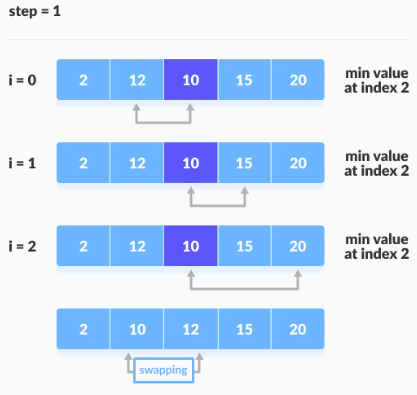 step = 1
i = 0 2 12 10 15 20 min value
at index 2
i = 1 2 12 10 15 20 min value
at index 2
i = 2 2 12 10 15 20 min value
at index 2
2 10 12 15 20
swapping